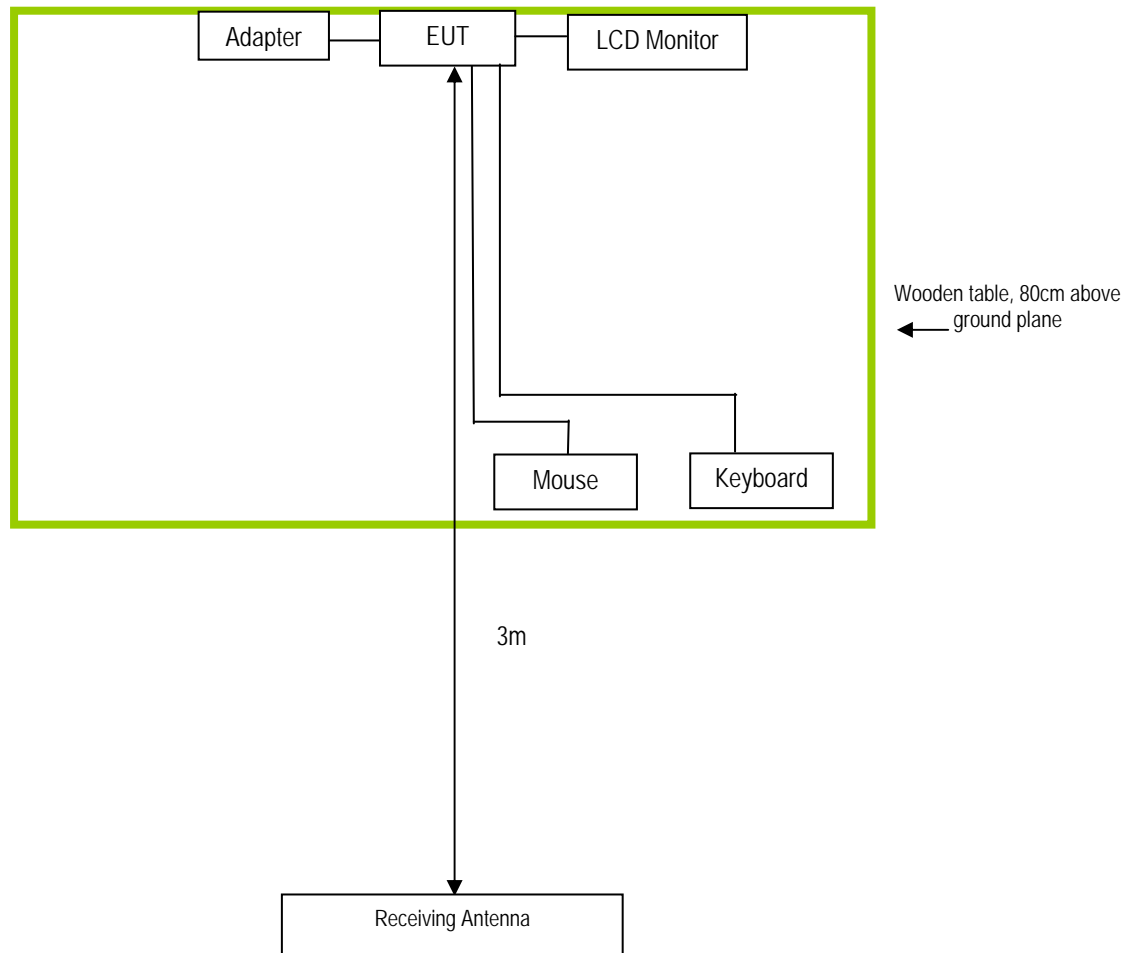 Adapter
EUT
LCD Monitor
Wooden table, 80cm above
ground plane
Mouse
Keyboard
3m
Receiving Antenna